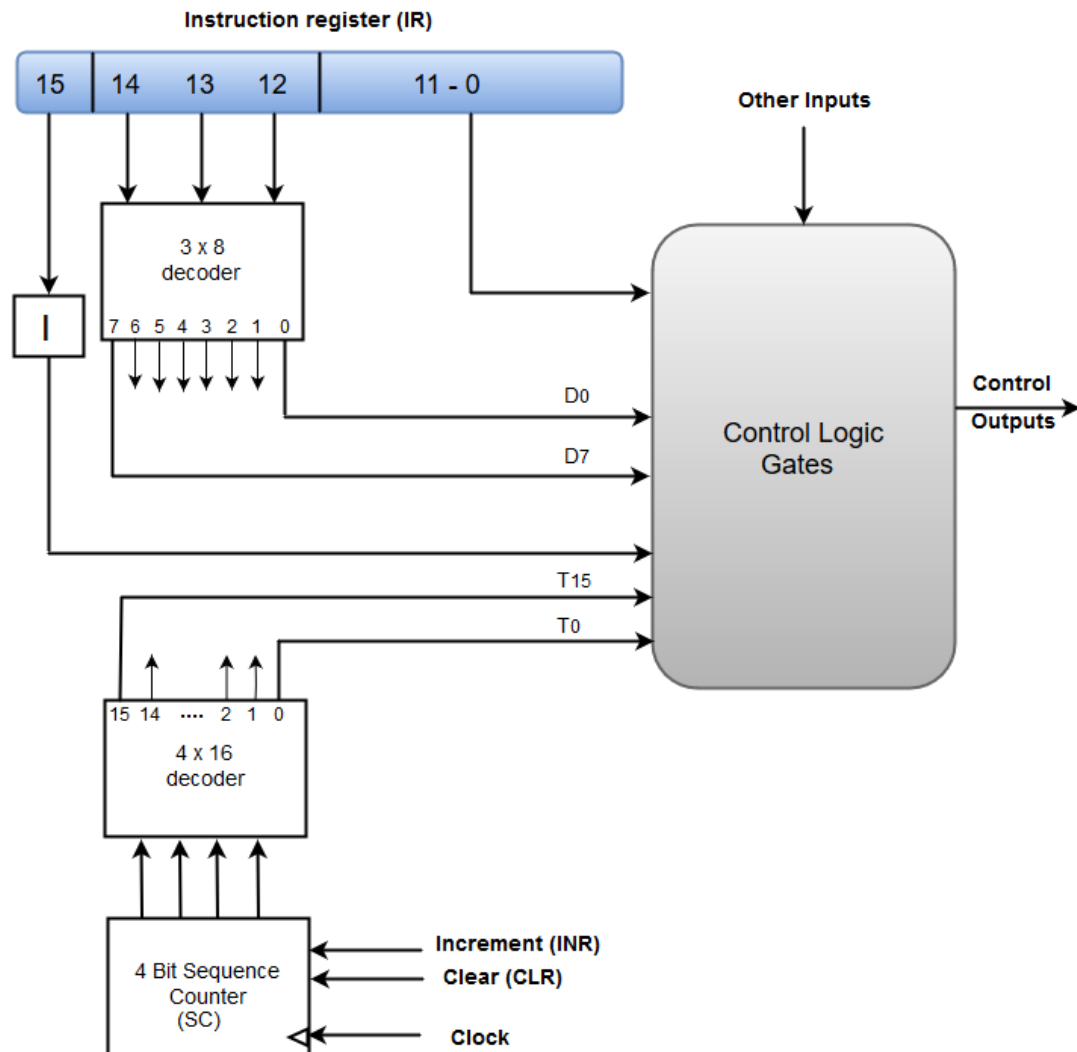 Instruction register (IR)
15 14 13 12 11 - 0
Other Inputs
3 x 8
decoder
I
7 6 5 4 3 2 1 0
D0
Control
Outputs
Control Logic
Gates
D7
T15
T0
15 14 .... 2 1 0
4 x 16
decoder
Increment (INR)
4 Bit Sequence
Counter
(SC)
Clear (CLR)
Clock